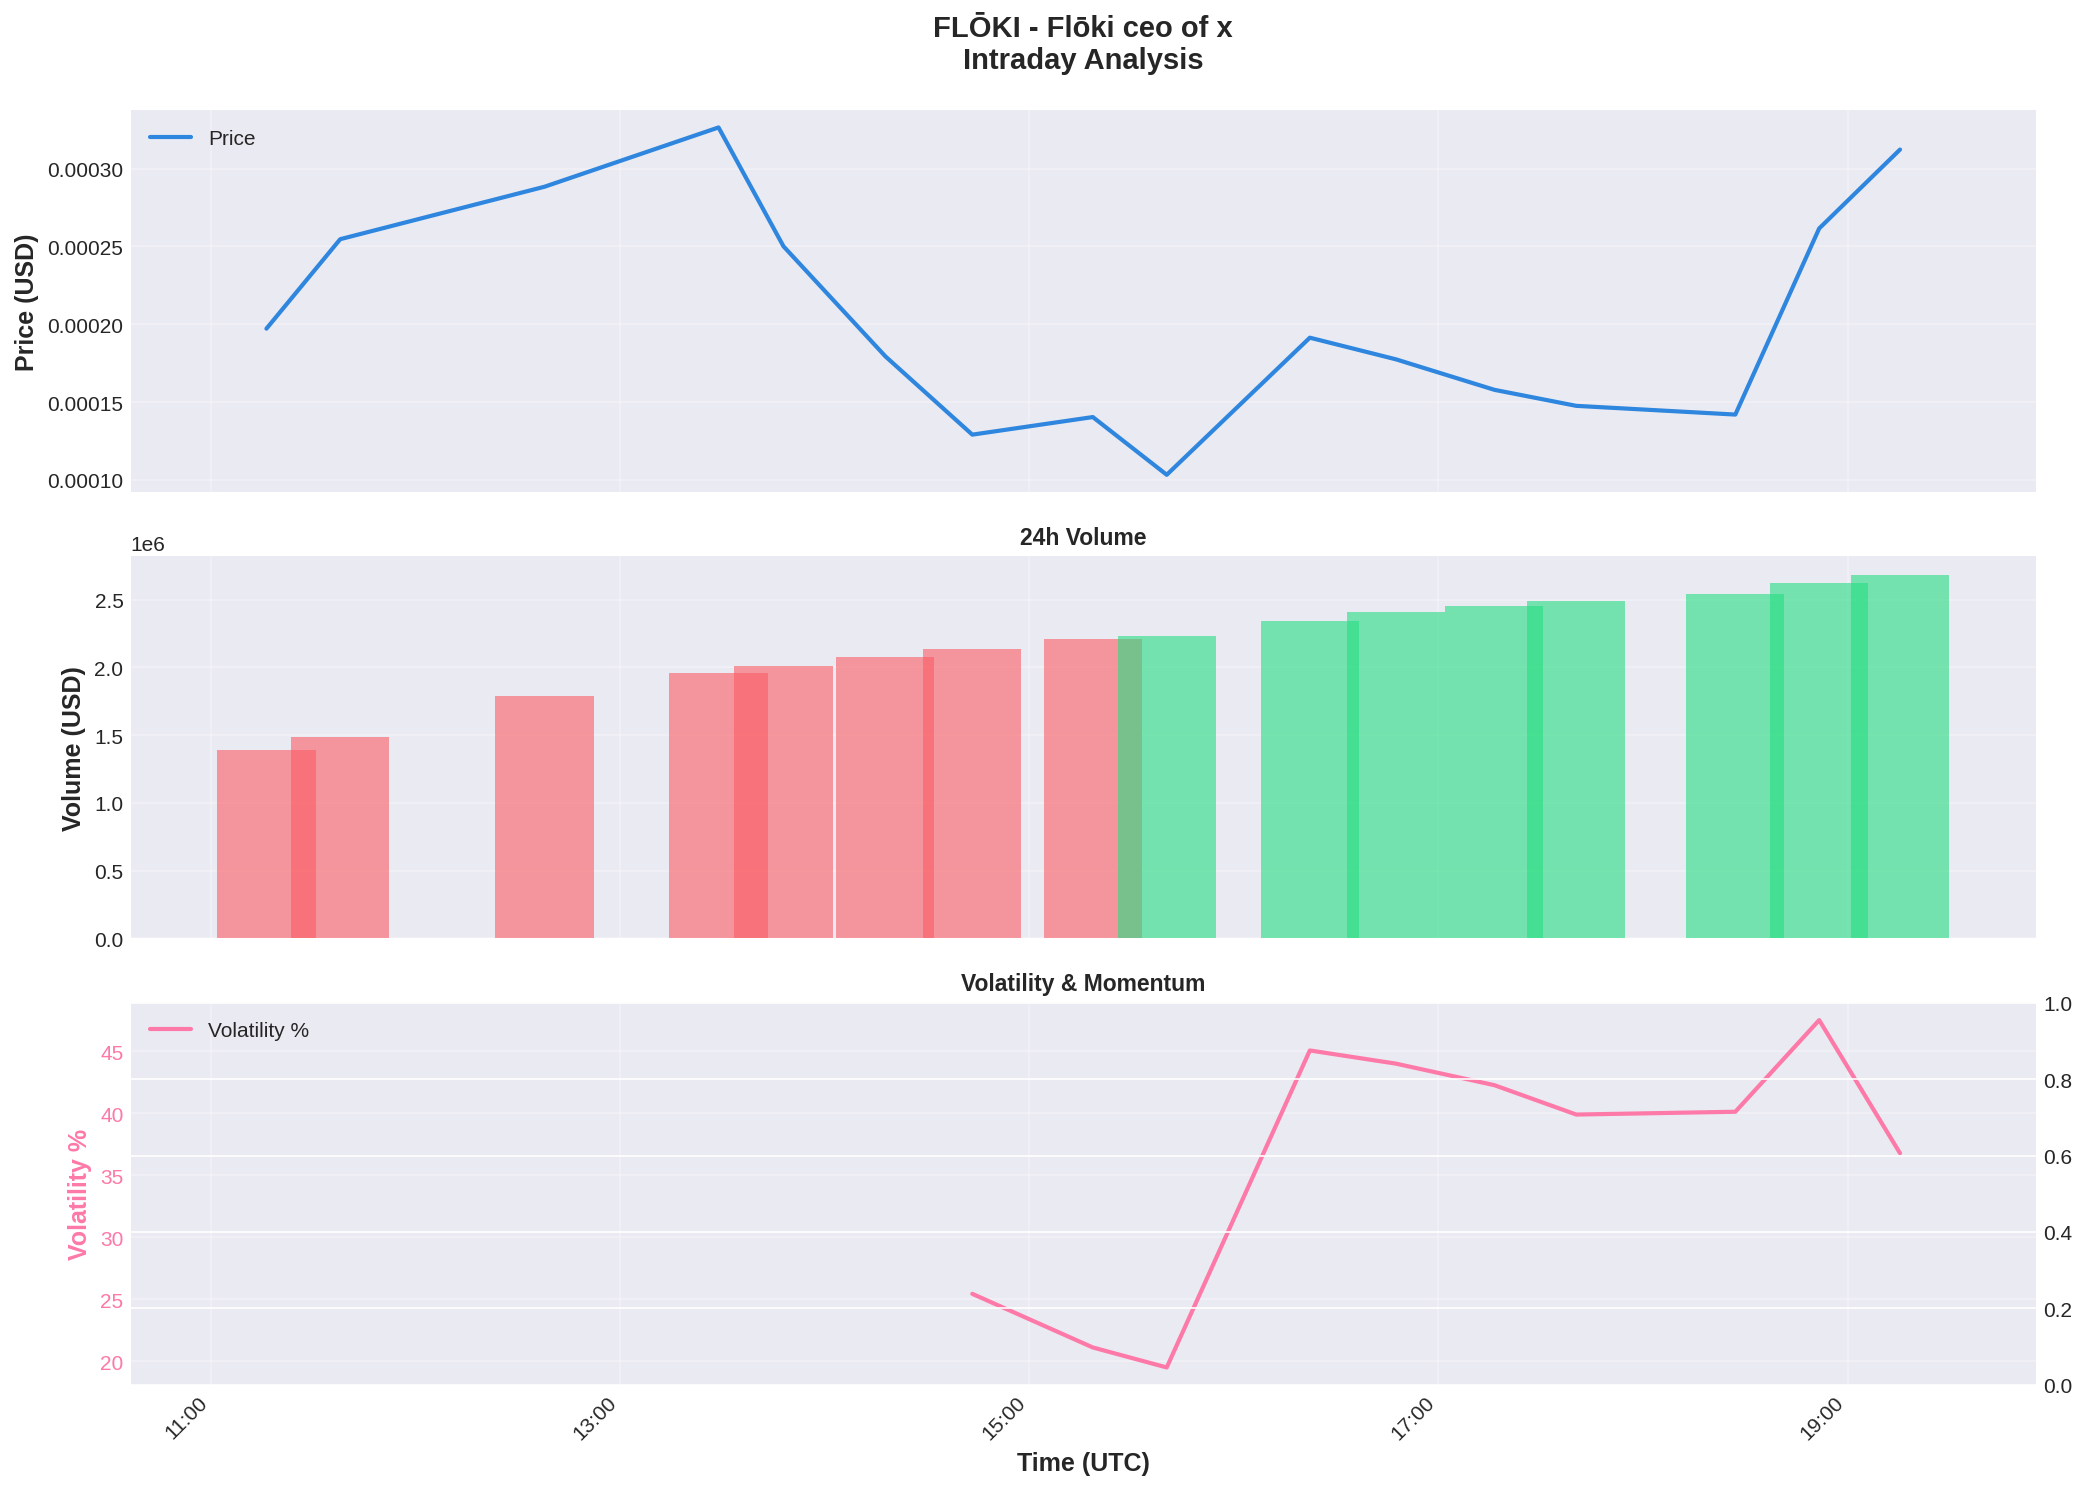 FLŌKI - Flōki ceo of x
Intraday Analysis
Price
0.00030
0.00025
0.00020
0.00015
0.00010
Price (USD)
24h Volume
1e6
2.5
2.0
1.5
1.0
0.5
0.0
Volume (USD)
Volatility & Momentum
Volatility %
45
40
35
30
25
20
Volatility %
1.0
0.8
0.6
0.4
0.2
0.0
11:00
13:00
15:00
17:00
19:00
Time (UTC)